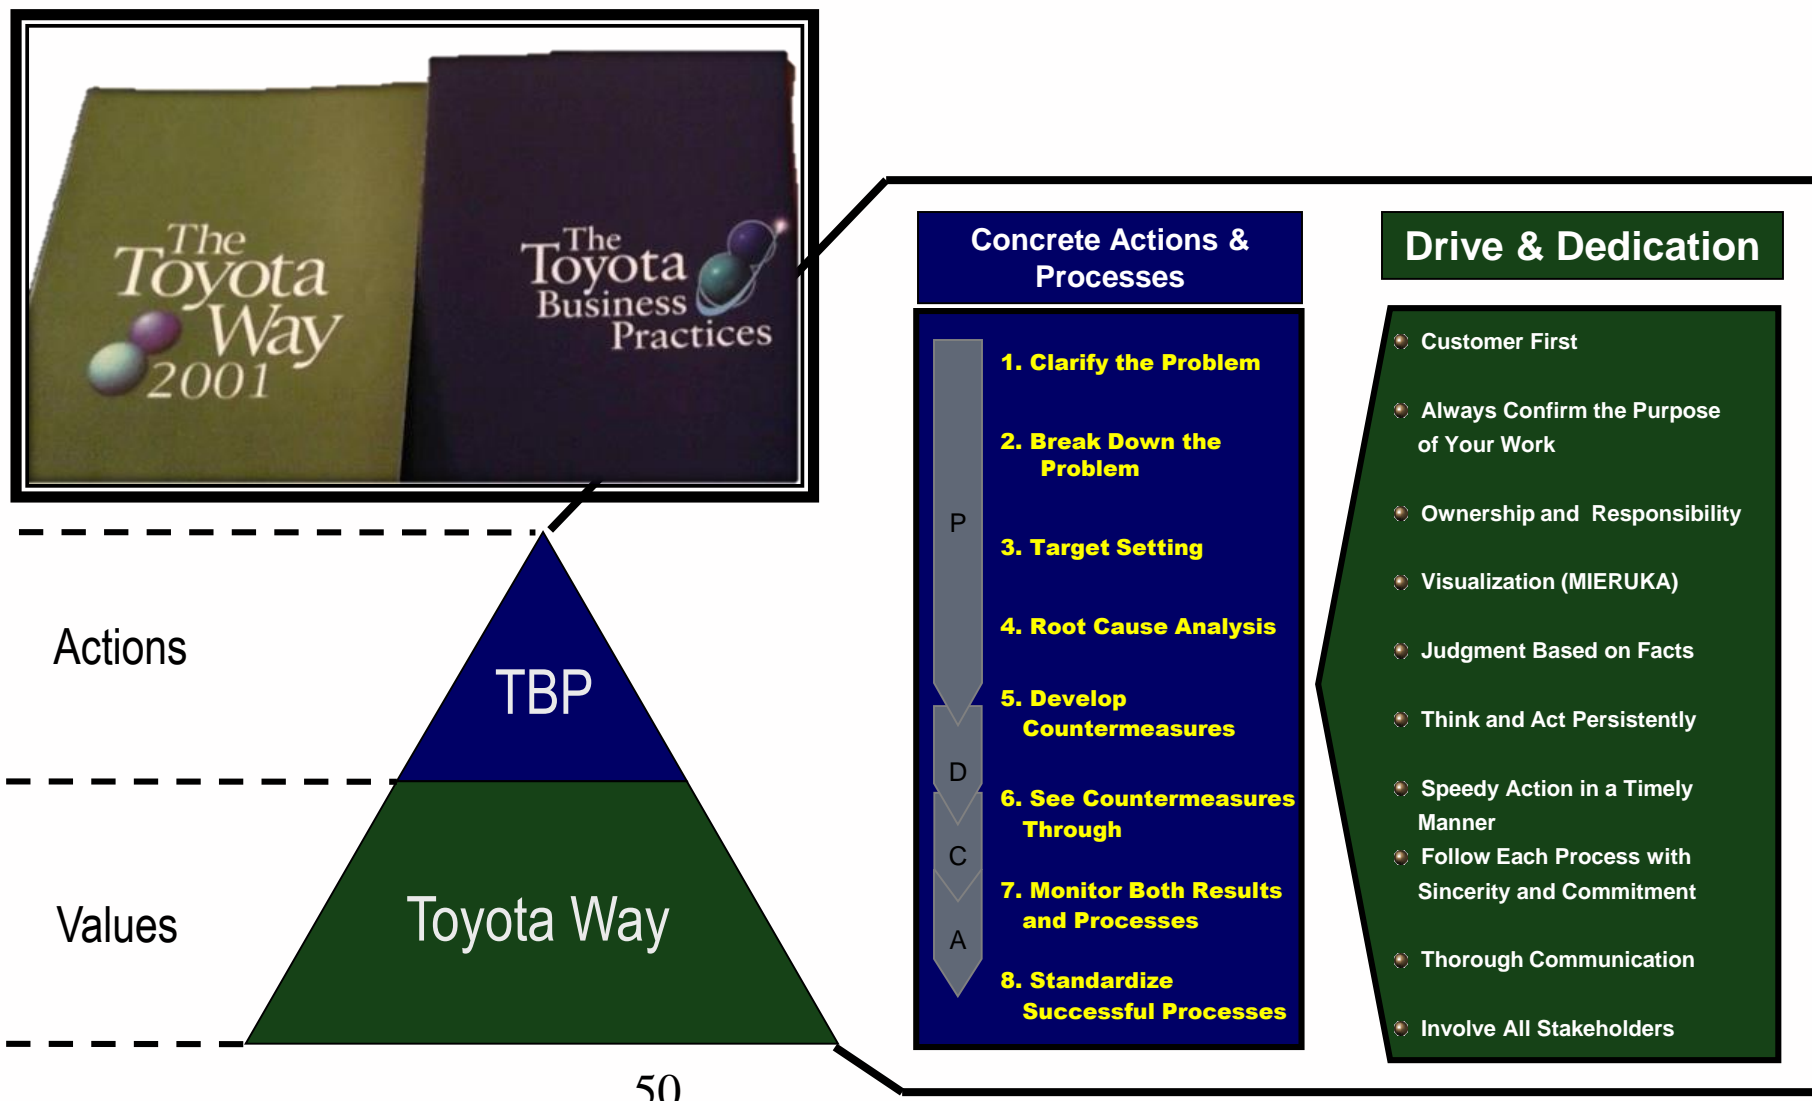 The
Toyota
Way
2001
The
Toyota
Business
Practices
Actions
TBP
Values
Toyota Way
50
Concrete Actions &
Processes
P
D
C
A
1. Clarify the Problem
2. Break Down the
Problem
3. Target Setting
4. Root Cause Analysis
5. Develop
Countermeasures
6. See Countermeasures
Through
7. Monitor Both Results
and Processes
8. Standardize
Successful Processes
Drive & Dedication
Customer First
Always Confirm the Purpose
of Your Work
Ownership and Responsibility
Visualization (MIERUKA)
Judgment Based on Facts
Think and Act Persistently
Speedy Action in a Timely
Manner
Follow Each Process with
Sincerity and Commitment
Thorough Communication
Involve All Stakeholders